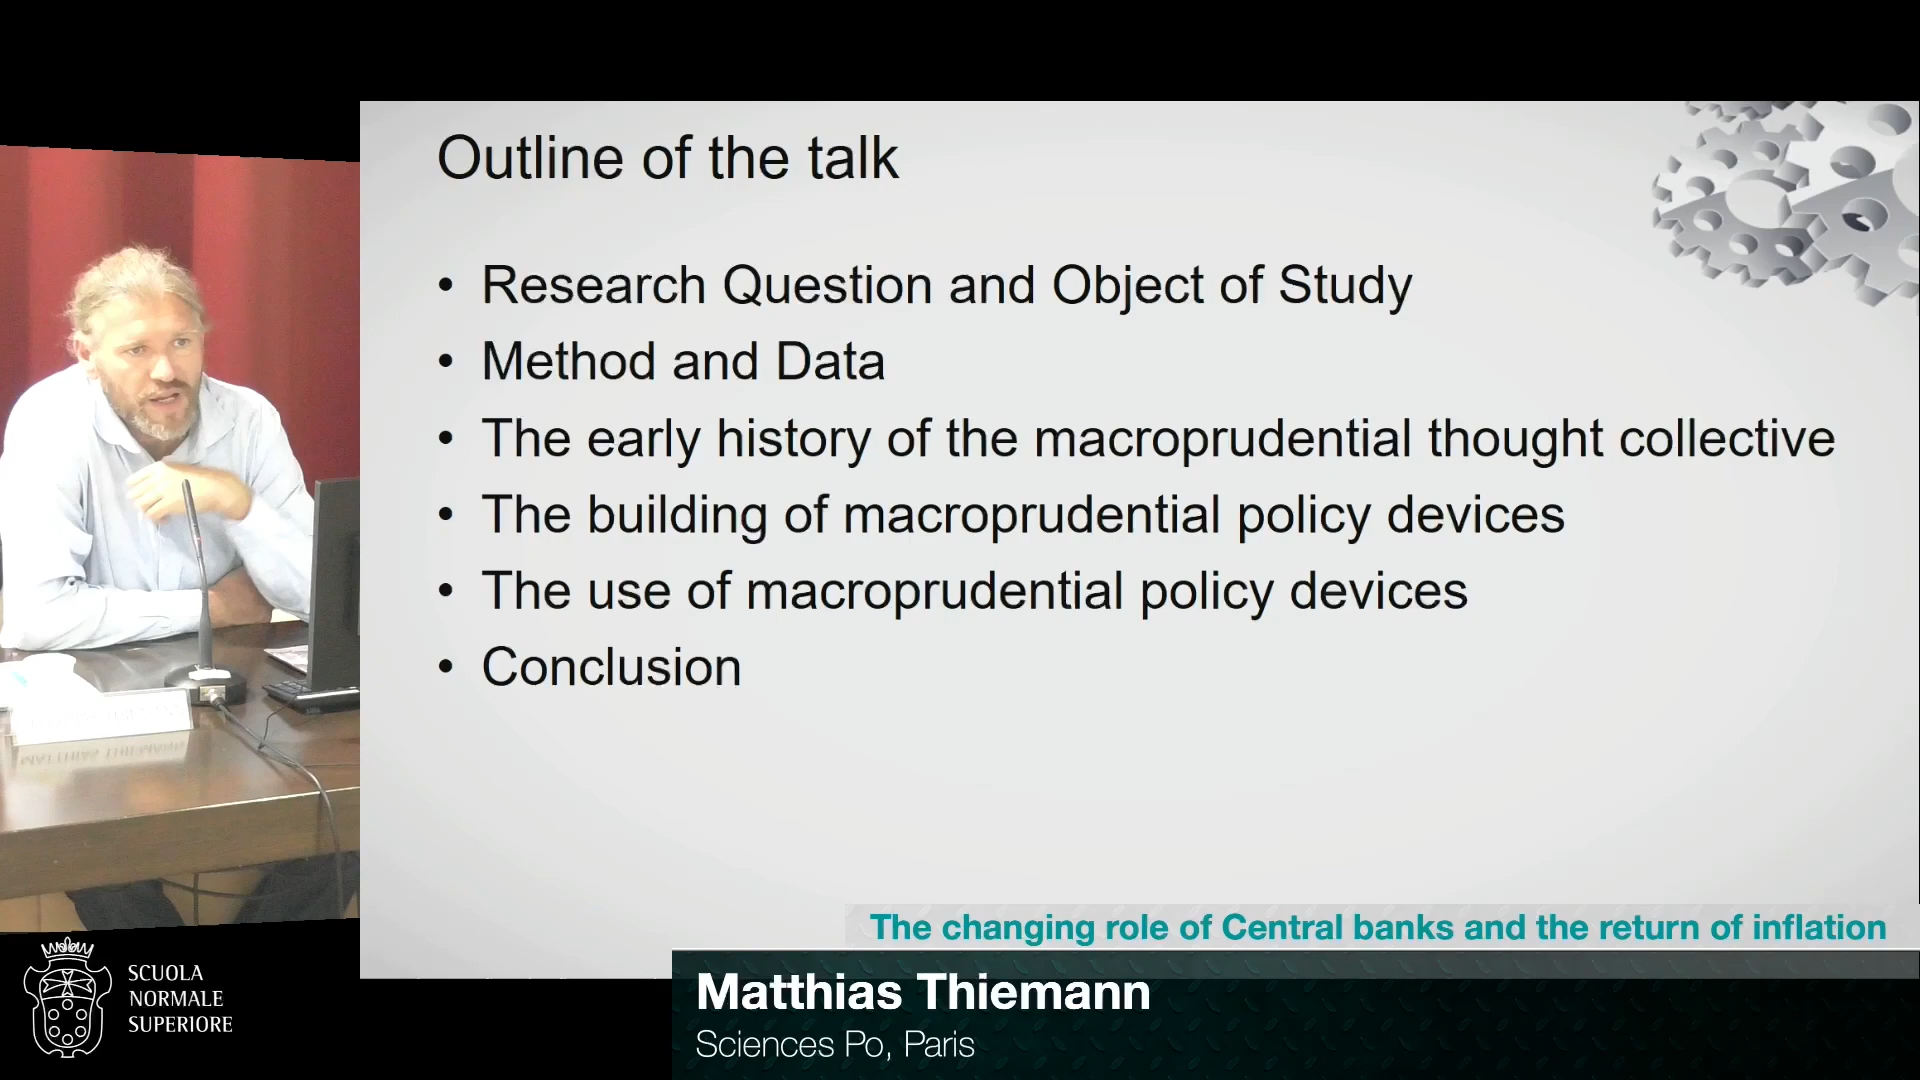 Outline of the talk
• Research Question and Object of Study
• Method and Data
• The early history of the macroprudential thought collective
• The building of macroprudential policy devices
• The use of macroprudential policy devices
• Conclusion
The changing role of Central banks and the return of inflation
Matthias Thiemann
Sciences Po, Paris
SCUOLA
NORMALE
SUPERIORE
MATTHIAS THIEMANN